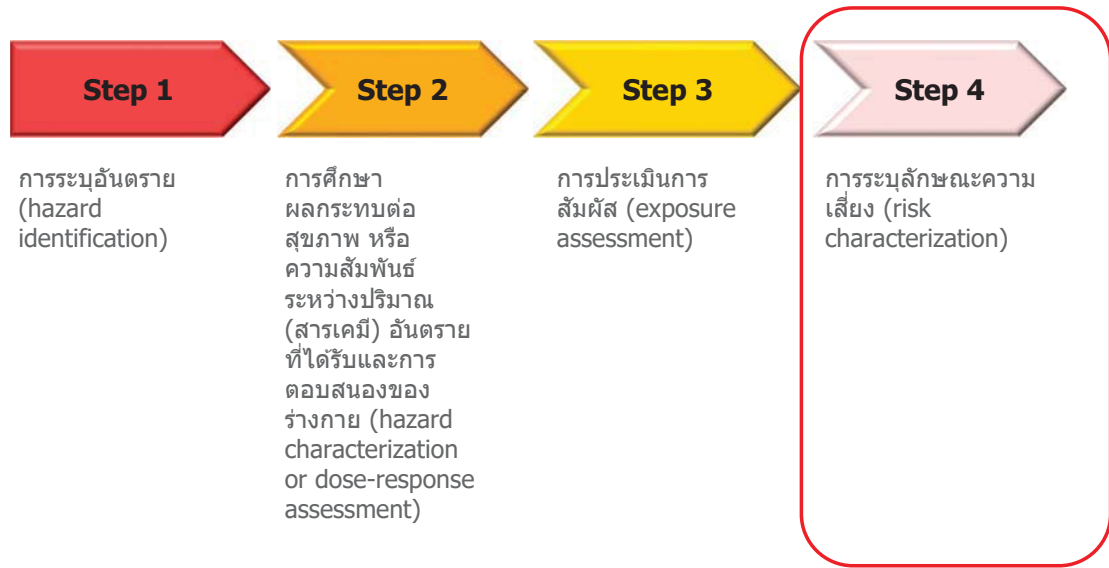 Step 1
การระบุอันตราย
(hazard
identification)
Step 2
การศึกษา
ผลกระทบต่อ
สุขภาพ หรือ
ความสัมพันธ์
ระหว่างปริมาณ
(สารเคมี) อันตราย
ที่ได้รับและการ
ตอบสนองของ
ร่างกาย (hazard
characterization
or dose-response
assessment)
Step 3
การประเมินการ
สัมผัส (exposure
assessment)
Step 4
การระบุลักษณะความ
เสี่ยง (risk
characterization)